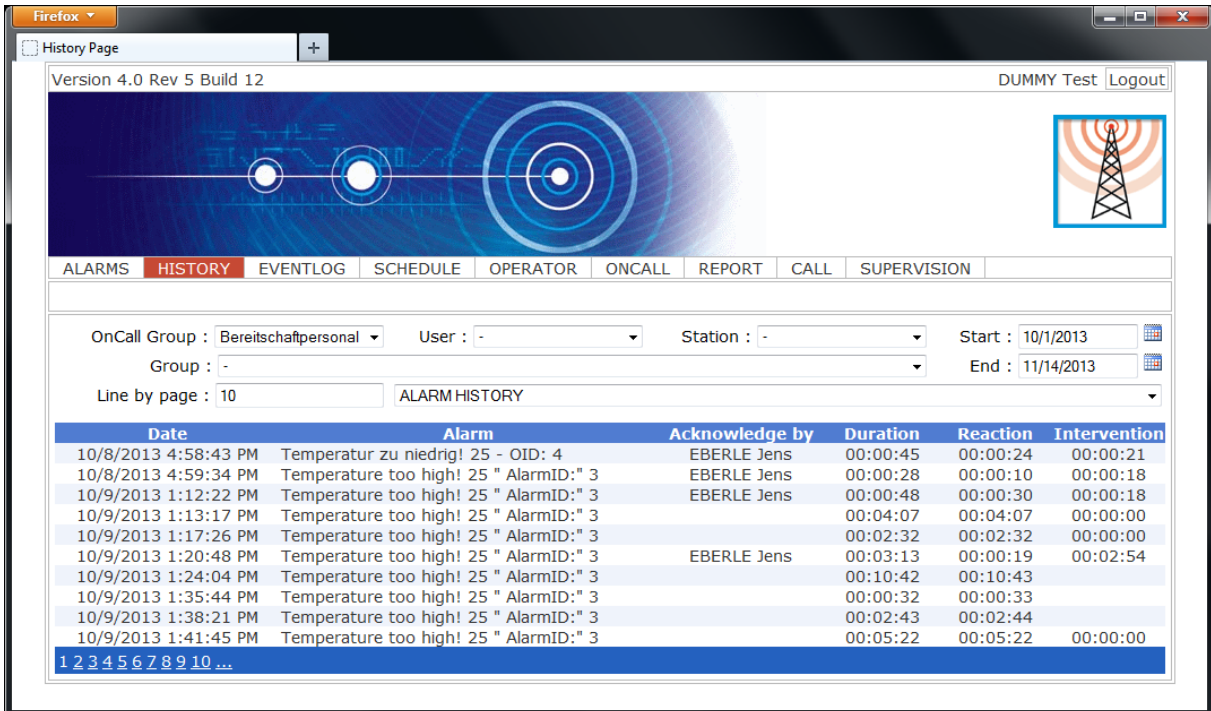 Firefox
History Page
Version 4.0 Rev 5 Build 12 DUMMY Test Logout
ALARMS HISTORY EVENTLOG SCHEDULE OPERATOR ONCALL REPORT CALL SUPERVISION
OnCall Group : Bereitschaftpersonal User : - Station : - Start : 10/1/2013
Group : - End : 11/14/2013
Line by page : 10 ALARM HISTORY
Date Alarm Acknowledge by Duration Reaction Intervention
10/8/2013 4:58:43 PM Temperatur zu niedrig! 25 - OID: 4 EBERLE Jens 00:00:45 00:00:24 00:00:21
10/8/2013 4:59:34 PM Temperature too high! 25 " AlarmID:" 3 EBERLE Jens 00:00:28 00:00:10 00:00:18
10/9/2013 1:12:22 PM Temperature too high! 25 " AlarmID:" 3 EBERLE Jens 00:00:48 00:00:30 00:00:18
10/9/2013 1:13:17 PM Temperature too high! 25 " AlarmID:" 3 00:04:07 00:04:07 00:00:00
10/9/2013 1:17:26 PM Temperature too high! 25 " AlarmID:" 3 00:02:32 00:02:32 00:00:00
10/9/2013 1:20:48 PM Temperature too high! 25 " AlarmID:" 3 EBERLE Jens 00:03:13 00:00:19 00:02:54
10/9/2013 1:24:04 PM Temperature too high! 25 " AlarmID:" 3 00:10:42 00:10:43
10/9/2013 1:35:44 PM Temperature too high! 25 " AlarmID:" 3 00:00:32 00:00:33
10/9/2013 1:38:21 PM Temperature too high! 25 " AlarmID:" 3 00:02:43 00:02:44
10/9/2013 1:41:45 PM Temperature too high! 25 " AlarmID:" 3 00:05:22 00:05:22 00:00:00
1 2 3 4 5 6 7 8 9 10 ...